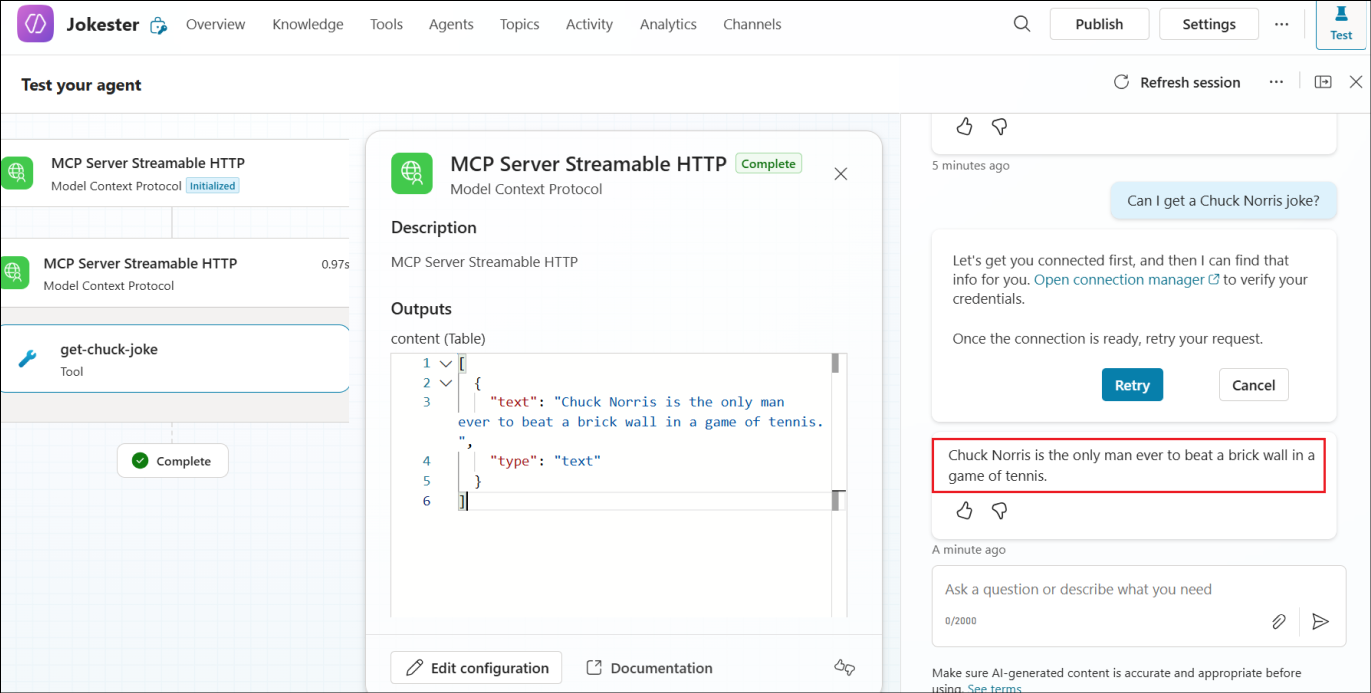 Jokester
Overview
Knowledge
Tools
Agents
Topics
Activity
Analytics
Channels
Publish
Settings
...
Test
Test your agent
Refresh session
...
MCP Server Streamable HTTP
Model Context Protocol Initialized
MCP Server Streamable HTTP
0.97s
Model Context Protocol
get-chuck-joke
Tool
Complete
MCP Server Streamable HTTP Complete
Model Context Protocol
Description
MCP Server Streamable HTTP
Outputs
content (Table)
1 [
2 {
3 "text": "Chuck Norris is the only man
ever to beat a brick wall in a game of tennis.
",
4 "type": "text"
5 }
6 ]
Edit configuration
Documentation
5 minutes ago
Can I get a Chuck Norris joke?
Let's get you connected first, and then I can find that
info for you. Open connection manager to verify your
credentials.
Once the connection is ready, retry your request.
Retry
Cancel
Chuck Norris is the only man ever to beat a brick wall in a
game of tennis.
A minute ago
Ask a question or describe what you need
0/2000
Make sure AI-generated content is accurate and appropriate before
using. See terms